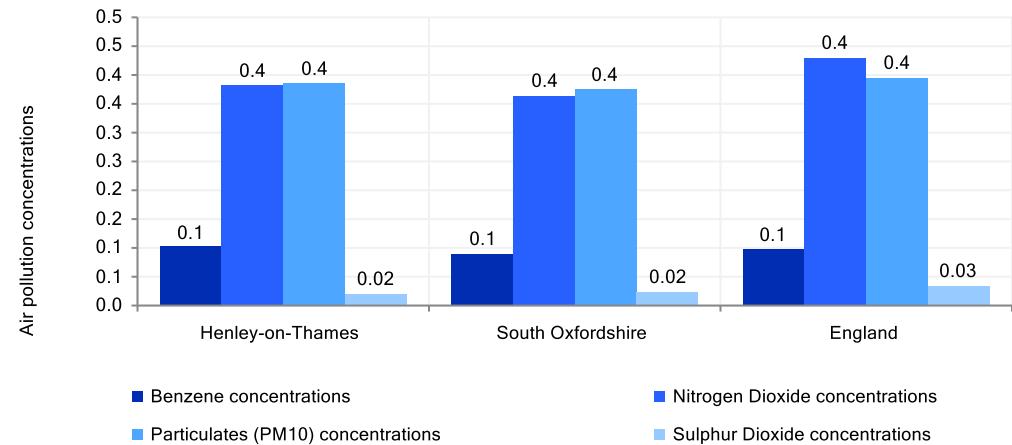 Air pollution concentrations
0.5
0.5
0.4
0.4
0.3
0.3
0.2
0.2
0.1
0.1
0.0
0.1
0.4
0.4
0.02
0.1
0.4
0.4
0.02
0.1
0.4
0.4
0.03
Henley-on-Thames
South Oxfordshire
England
Benzene concentrations
Nitrogen Dioxide concentrations
Particulates (PM10) concentrations
Sulphur Dioxide concentrations